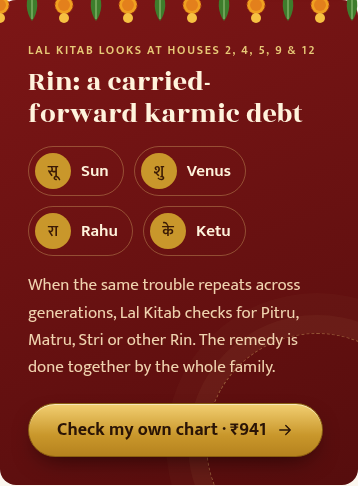 LAL KITAB LOOKS AT HOUSES 2, 4, 5, 9 & 12
Rin: a carried-
forward karmic debt
सू Sun शु Venus
रा Rahu के Ketu
When the same trouble repeats across
generations, Lal Kitab checks for Pitru,
Matru, Stri or other Rin. The remedy is
done together by the whole family.
Check my own chart · ₹941 →